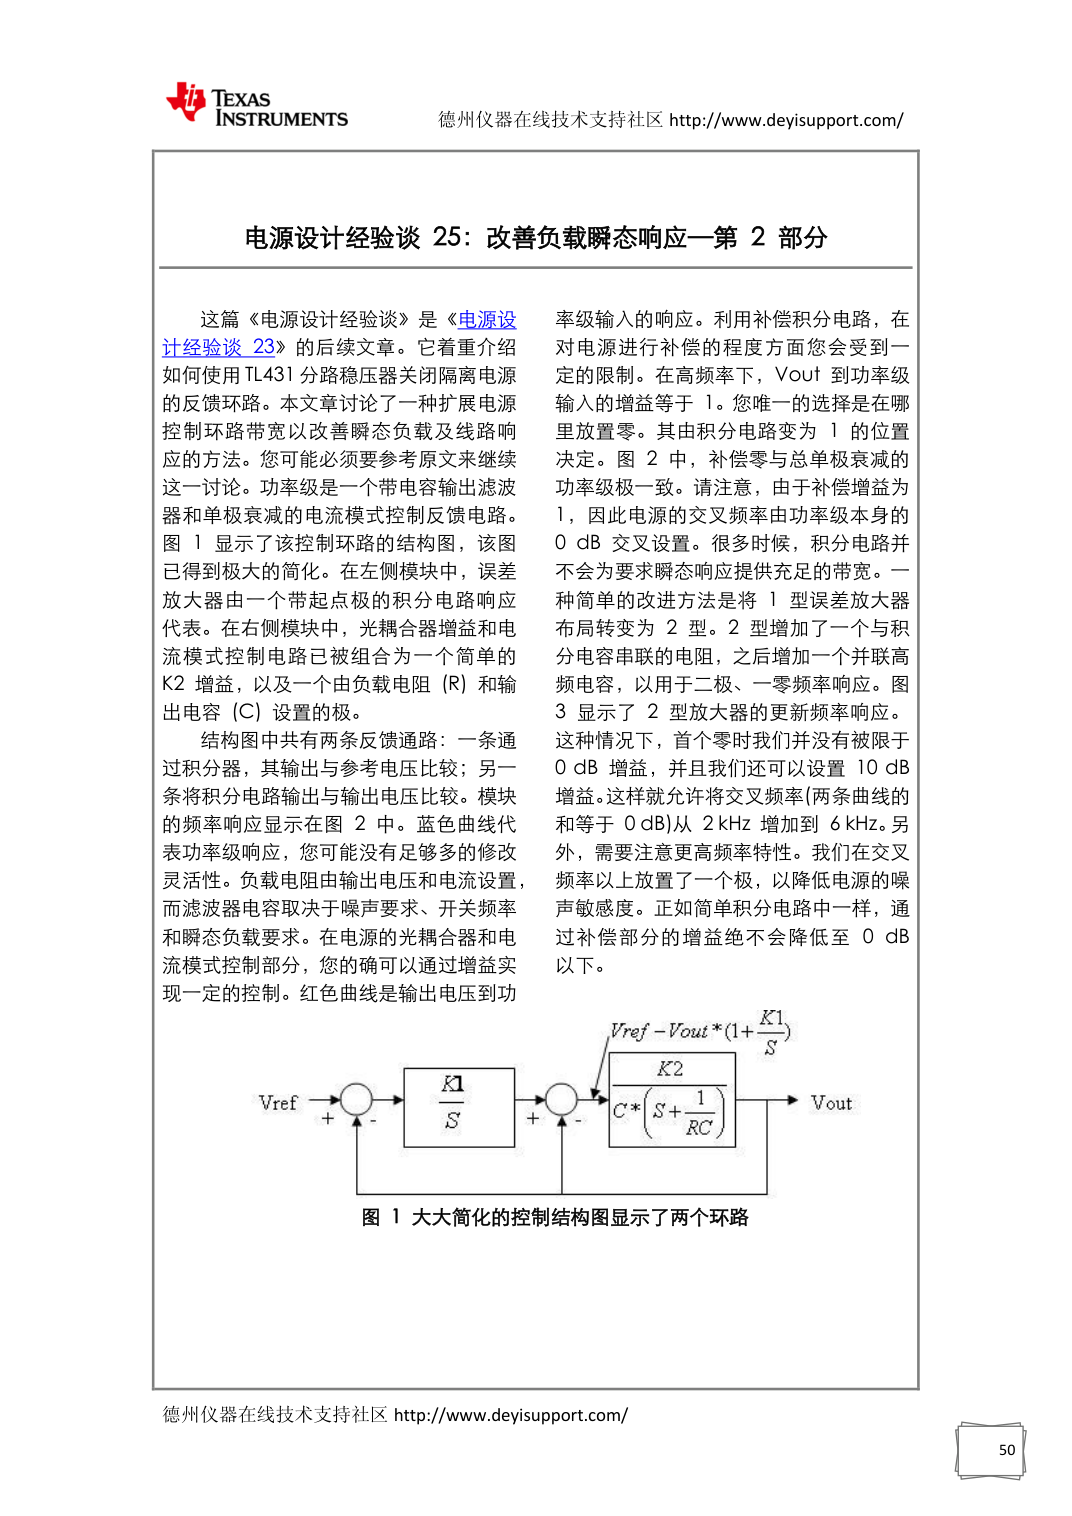 TEXAS
INSTRUMENTS
德州仪器在线技术支持社区 http://www.deyisupport.com/
电源设计经验谈 25：改善负载瞬态响应—第 2 部分
这篇《电源设计经验谈》是《电源设
计经验谈 23》的后续文章。它着重介绍
如何使用 TL431 分路稳压器关闭隔离电源
的反馈环路。本文章讨论了一种扩展电源
控制环路带宽以改善瞬态负载及线路响
应的方法。您可能必须要参考原文来继续
这一讨论。功率级是一个带电容输出滤波
器和单极衰减的电流模式控制反馈电路。
图 1 显示了该控制环路的结构图，该图
已得到极大的简化。在左侧模块中，误差
放大器由一个带起点极的积分电路响应
代表。在右侧模块中，光耦合器增益和电
流模式控制电路已被组合为一个简单的
K2 增益，以及一个由负载电阻 (R) 和输
出电容 (C) 设置的极。
结构图中共有两条反馈通路：一条通
过积分器，其输出与参考电压比较；另一
条将积分电路输出与输出电压比较。模块
的频率响应显示在图 2 中。蓝色曲线代
表功率级响应，您可能没有足够多的修改
灵活性。负载电阻由输出电压和电流设置，
而滤波器电容取决于噪声要求、开关频率
和瞬态负载要求。在电源的光耦合器和电
流模式控制部分，您的确可以通过增益实
现一定的控制。红色曲线是输出电压到功
率级输入的响应。利用补偿积分电路，在
对电源进行补偿的程度方面您会受到一
定的限制。在高频率下，Vout 到功率级
输入的增益等于 1。您唯一的选择是在哪
里放置零。其由积分电路变为 1 的位置
决定。图 2 中，补偿零与总单极衰减的
功率级极一致。请注意，由于补偿增益为
1，因此电源的交叉频率由功率级本身的
0 dB 交叉设置。很多时候，积分电路并
不会为要求瞬态响应提供充足的带宽。一
种简单的改进方法是将 1 型误差放大器
布局转变为 2 型。2 型增加了一个与积
分电容串联的电阻，之后增加一个并联高
频电容，以用于二极、一零频率响应。图
3 显示了 2 型放大器的更新频率响应。
这种情况下，首个零时我们并没有被限于
0 dB 增益，并且我们还可以设置 10 dB
增益。这样就允许将交叉频率(两条曲线的
和等于 0 dB)从 2 kHz 增加到 6 kHz。另
外，需要注意更高频率特性。我们在交叉
频率以上放置了一个极，以降低电源的噪
声敏感度。正如简单积分电路中一样，通
过补偿部分的增益绝不会降低至 0 dB
以下。
Vref − Vout * (1 + K1/S)
Vref + - K1/S + - K2/(C*(S + 1/RC)) Vout
图 1 大大简化的控制结构图显示了两个环路
德州仪器在线技术支持社区 http://www.deyisupport.com/
50